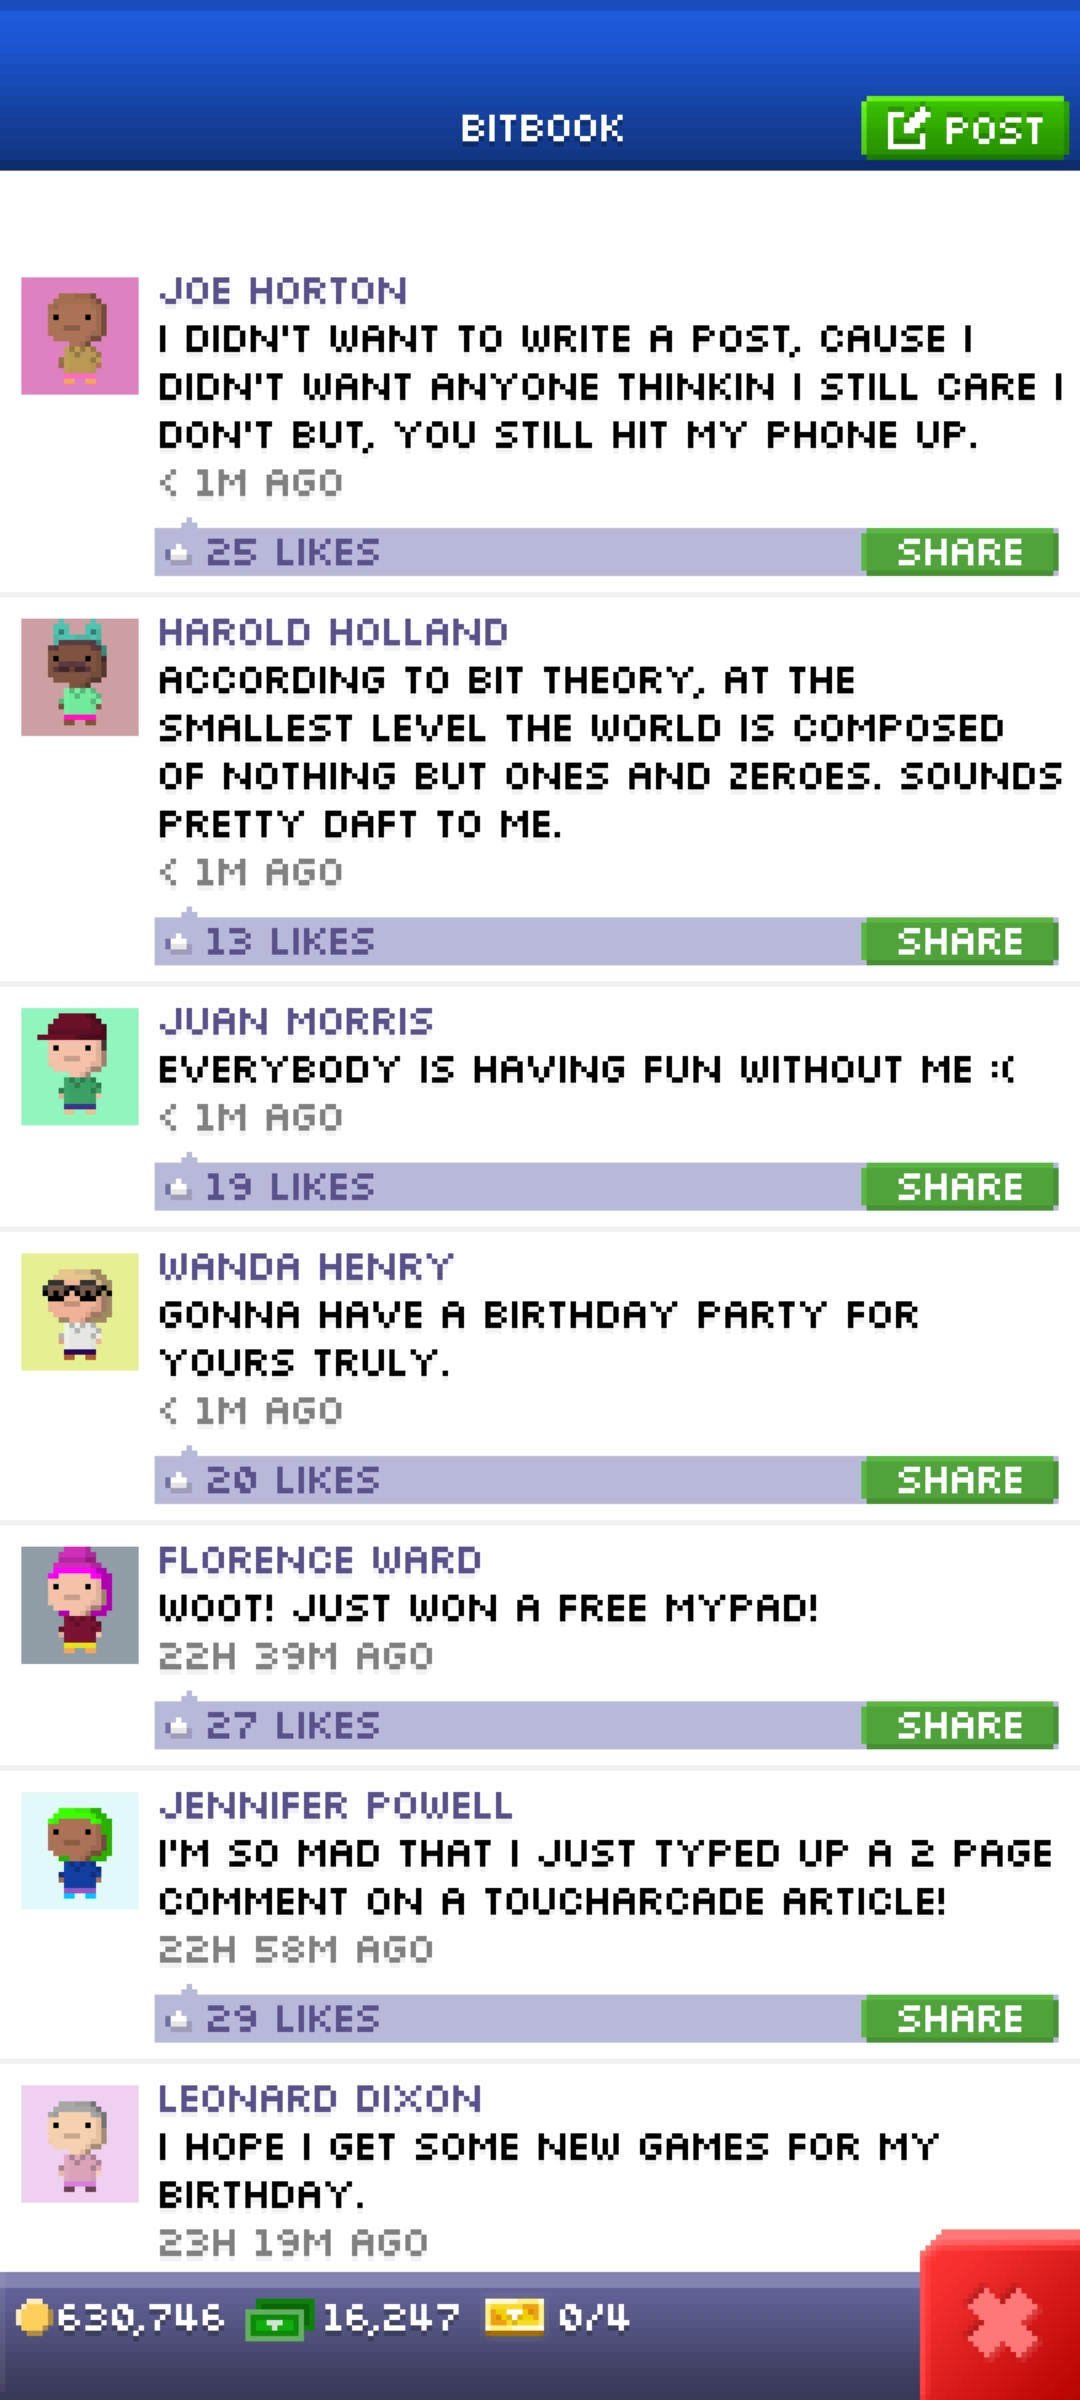 BITBOOK
POST
JOE HORTON
I DIDN'T WANT TO WRITE A POST, CAUSE I
DIDN'T WANT ANYONE THINKIN I STILL CARE I
DON'T BUT, YOU STILL HIT MY PHONE UP.
< 1M AGO
25 LIKES
SHARE
HAROLD HOLLAND
ACCORDING TO BIT THEORY, AT THE
SMALLEST LEVEL THE WORLD IS COMPOSED
OF NOTHING BUT ONES AND ZEROES. SOUNDS
PRETTY DAFT TO ME.
< 1M AGO
13 LIKES
SHARE
JUAN MORRIS
EVERYBODY IS HAVING FUN WITHOUT ME :(
< 1M AGO
19 LIKES
SHARE
WANDA HENRY
GONNA HAVE A BIRTHDAY PARTY FOR
YOURS TRULY.
< 1M AGO
20 LIKES
SHARE
FLORENCE WARD
WOOT! JUST WON A FREE MYPAD!
22H 39M AGO
27 LIKES
SHARE
JENNIFER POWELL
I'M SO MAD THAT I JUST TYPED UP A 2 PAGE
COMMENT ON A TOUCHARCADE ARTICLE!
22H 58M AGO
29 LIKES
SHARE
LEONARD DIXON
I HOPE I GET SOME NEW GAMES FOR MY
BIRTHDAY.
23H 19M AGO
630,746 16,247 0/4